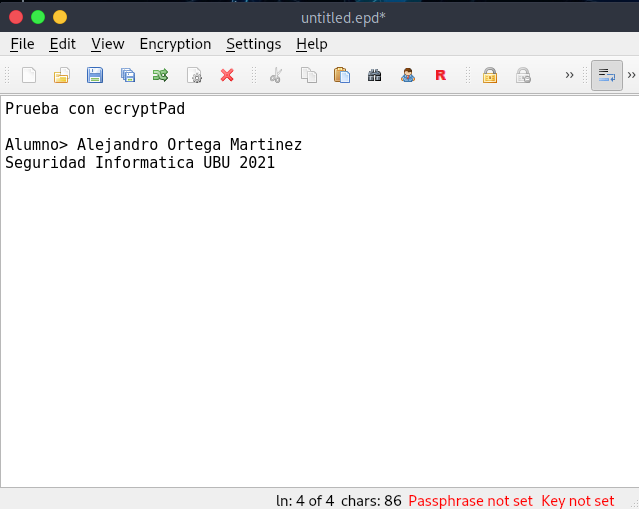 untitled.epd*
File Edit View Encryption Settings Help
R
Prueba con ecryptPad
Alumno> Alejandro Ortega Martinez
Seguridad Informatica UBU 2021
ln: 4 of 4 chars: 86 Passphrase not set Key not set